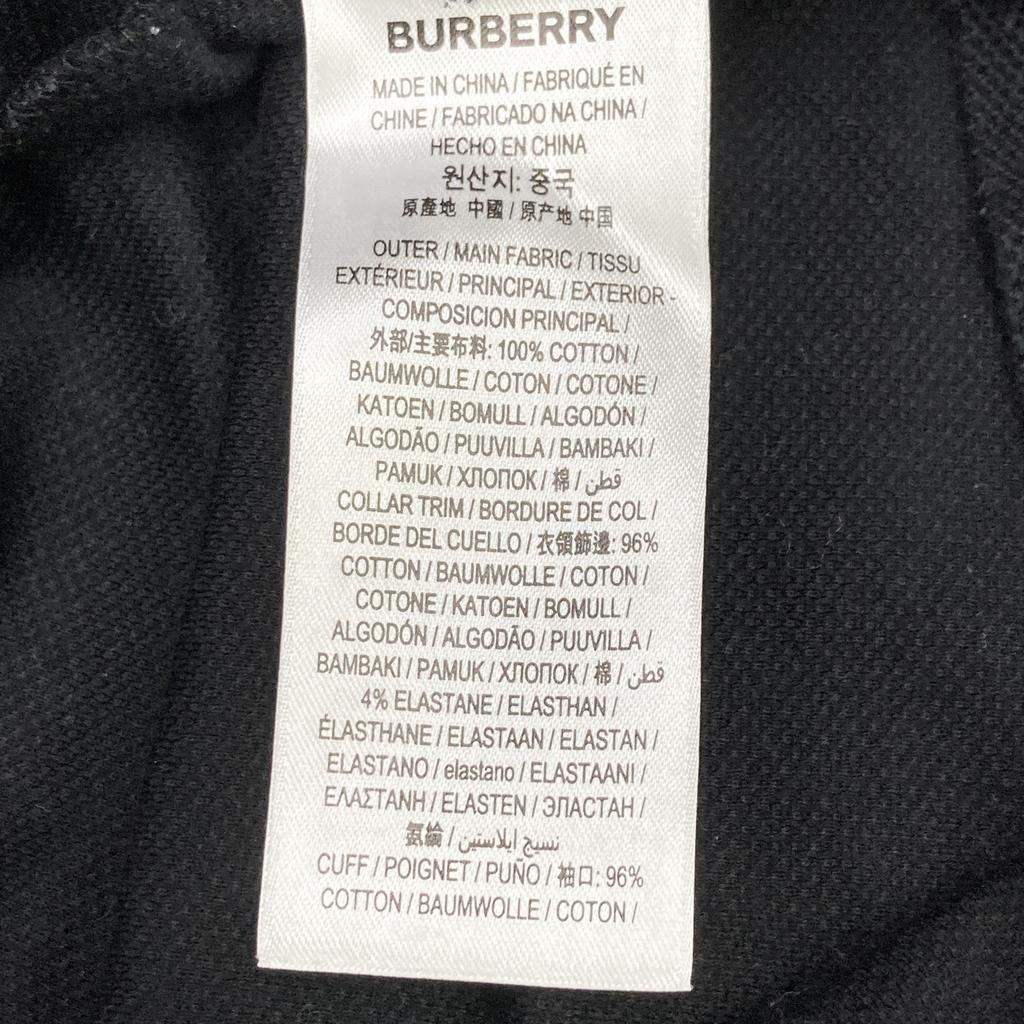 BURBERRY
MADE IN CHINA / FABRIQUÉ EN
CHINE / FABRICADO NA CHINA /
HECHO EN CHINA
원산지: 중국
原產地 中國 / 原产地 中国
OUTER / MAIN FABRIC / TISSU
EXTÉRIEUR / PRINCIPAL / EXTERIOR -
COMPOSICION PRINCIPAL /
外部/主要布料: 100% COTTON /
BAUMWOLLE / COTON / COTONE /
KATOEN / BOMULL / ALGODÓN /
ALGODÃO / PUUVILLA / BAMBAKI /
PAMUK / ХЛОПОК / 棉 / قطن
COLLAR TRIM / BORDURE DE COL /
BORDE DEL CUELLO / 衣領飾邊: 96%
COTTON / BAUMWOLLE / COTON /
COTONE / KATOEN / BOMULL /
ALGODÓN / ALGODÃO / PUUVILLA /
BAMBAKI / PAMUK / ХЛОПОК / 棉 / قطن
4% ELASTANE / ELASTHAN /
ÉLASTHANE / ELASTAAN / ELASTAN /
ELASTANO / elastano / ELASTAANI /
ΕΛΑΣΤΑΝΗ / ELASTEN / ЭЛАСТАН /
氨綸 / نسيج ايلاستين
CUFF / POIGNET / PUÑO / 袖口: 96%
COTTON / BAUMWOLLE / COTON /